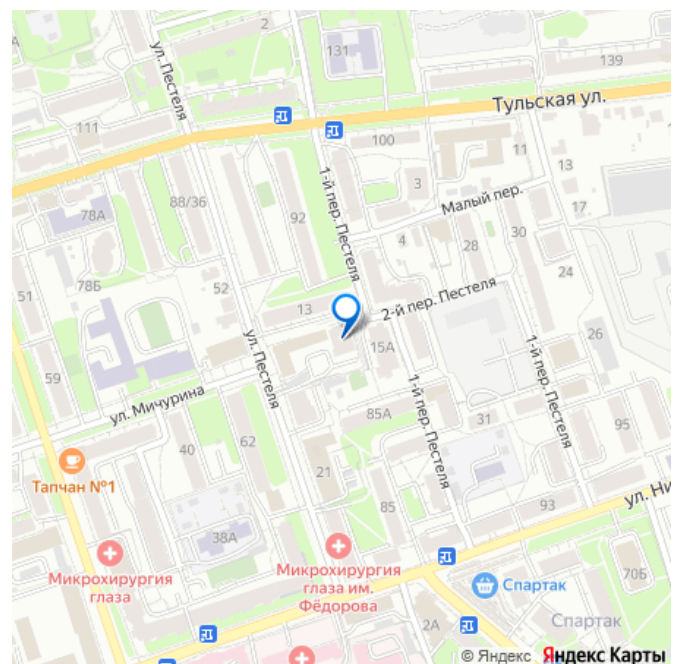 2
131
139
ул. Пестеля
Тульская ул.
111
100
11
13
1-й пер. Пестеля
3
88/36
Малый пер.
17
78А
92
4
30
28
78Б
52
24
51
2-й пер. Пестеля
13
15А
26
ул. Пестеля
1-й пер. Пестеля
59
1-й пер. Пестеля
ул. Мичурина
85А
31
95
40
62
Тапчан №1
21
85
93
ул. Ни
38А
Микрохирургия
глаза
Микрохирургия
глаза им.
Фёдорова
Спартак
70Б
2А
Спартак
© Яндекс Яндекс Карты